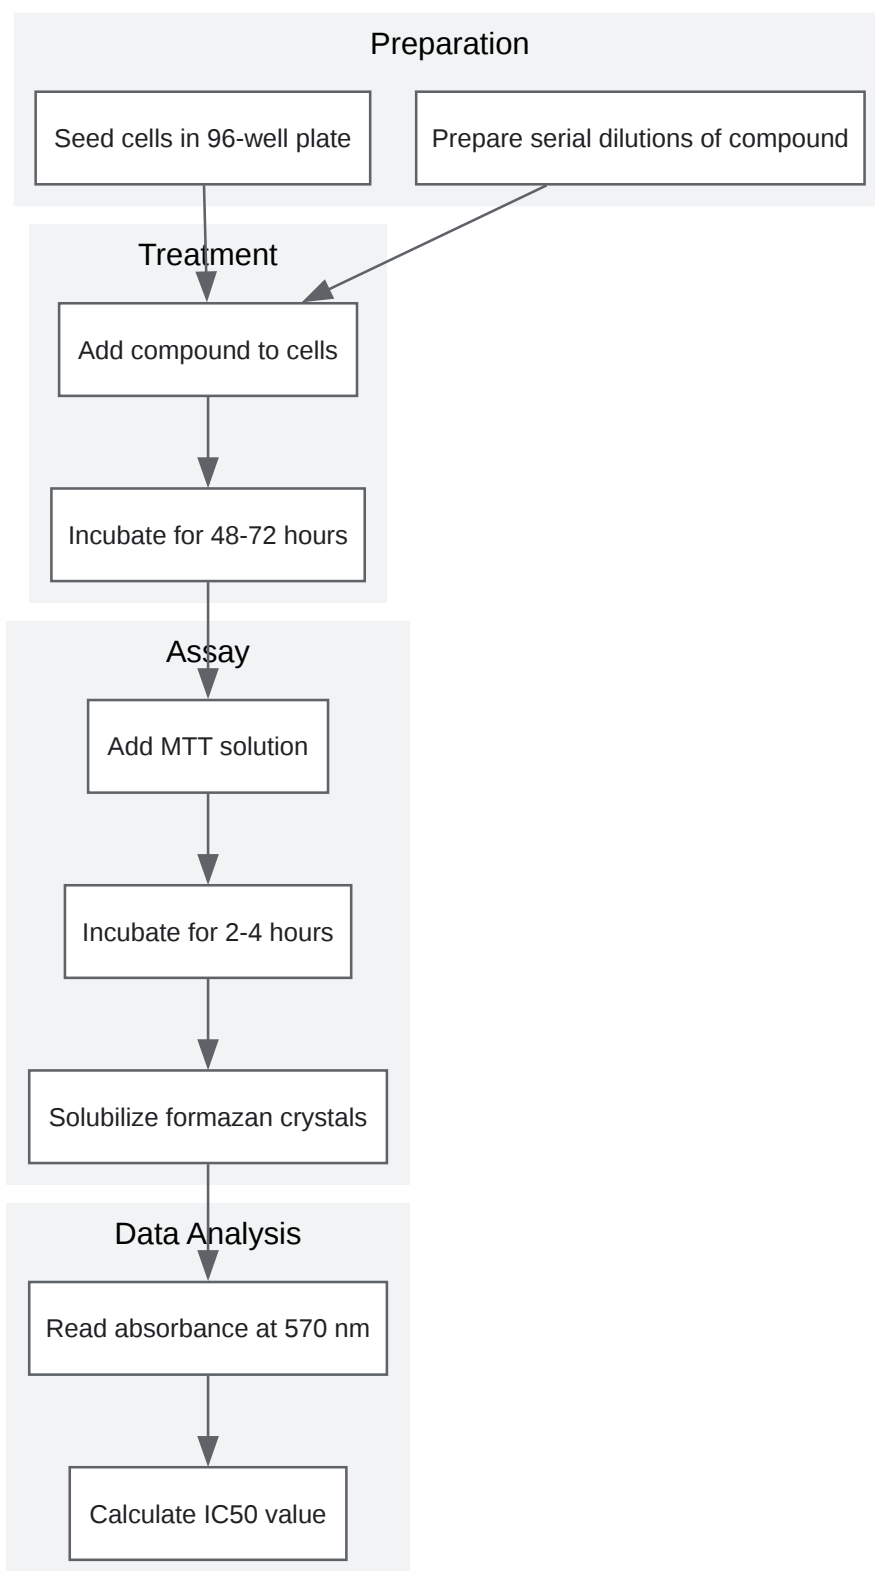 Preparation
Seed cells in 96-well plate
Prepare serial dilutions of compound
Treatment
Add compound to cells
Incubate for 48-72 hours
Assay
Add MTT solution
Incubate for 2-4 hours
Solubilize formazan crystals
Data Analysis
Read absorbance at 570 nm
Calculate IC50 value